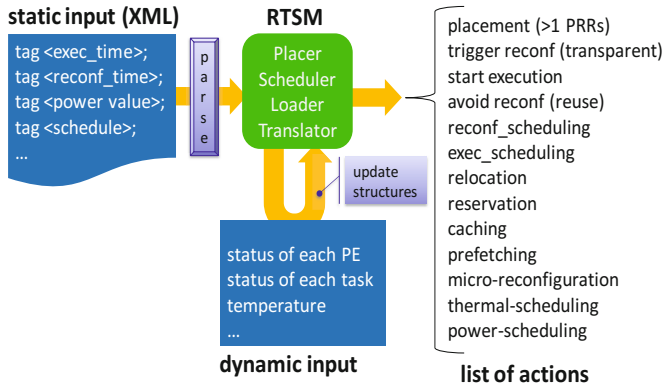 static input (XML)
tag <exec_time>;
tag <reconf_time>;
tag <power value>;
tag <schedule>;
...
parse
RTSM
Placer
Scheduler
Loader
Translator
update
structures
status of each PE
status of each task
temperature
...
dynamic input
placement (>1 PRRs)
trigger reconf (transparent)
start execution
avoid reconf (reuse)
reconf_scheduling
exec_scheduling
relocation
reservation
caching
prefetching
micro-reconfiguration
thermal-scheduling
power-scheduling
list of actions